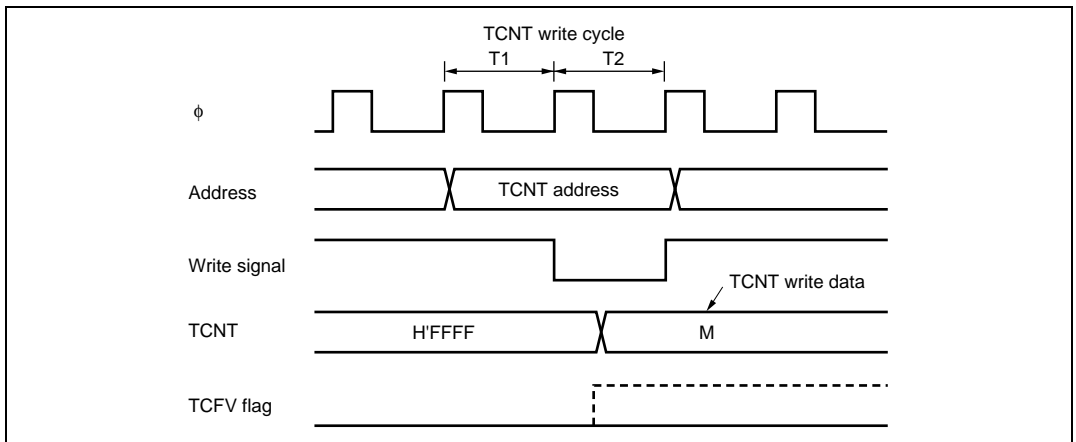 TCNT write cycle
T1 T2
ϕ
Address
TCNT address
Write signal
TCNT write data
TCNT
H'FFFF
M
TCFV flag